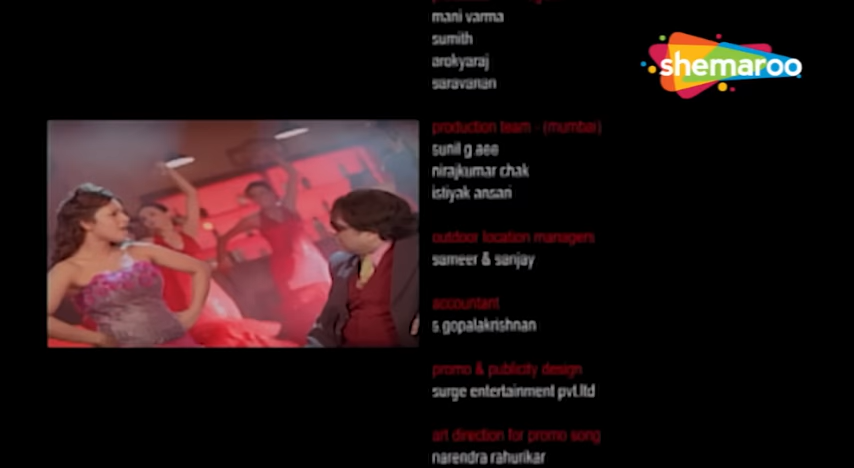 mani varma
sumith
arokyaraj
saravanan
shemaroo
production team - (mumbai)
sunil g.aee
nirajkumar chak
istiyak ansari
outdoor location managers
sameer & sanjay
accountant
s.gopalakrishnan
promo & publicity design
surge entertainment pvt.ltd
art direction for promo song
narendra rahurikar